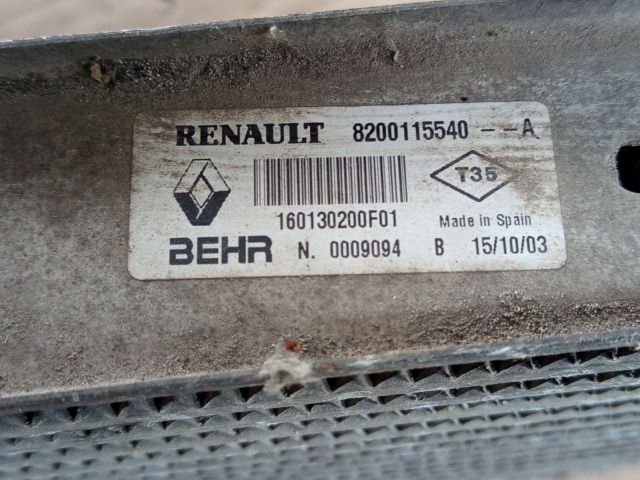 RENAULT 8200115540 - -A
T35
160130200F01 Made in Spain
BEHR N. 0009094 B 15/10/03